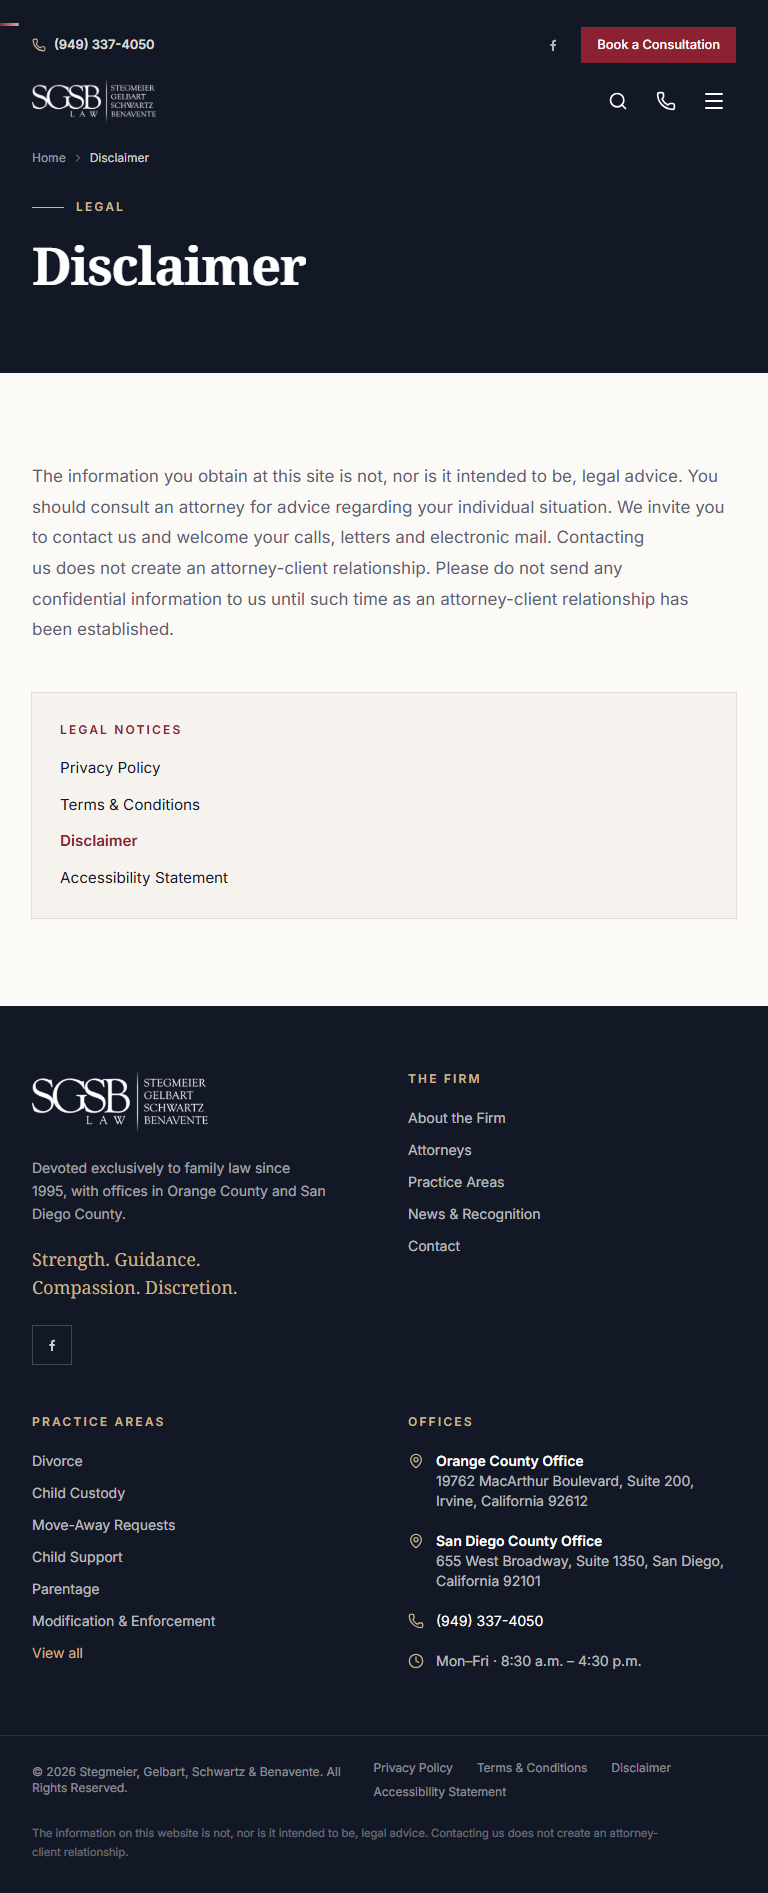 (949) 337-4050
Book a Consultation
SGSB LAW
STEGMEIER
GELBART
SCHWARTZ
BENAVENTE
Home > Disclaimer
LEGAL
Disclaimer
The information you obtain at this site is not, nor is it intended to be, legal advice. You
should consult an attorney for advice regarding your individual situation. We invite you
to contact us and welcome your calls, letters and electronic mail. Contacting
us does not create an attorney-client relationship. Please do not send any
confidential information to us until such time as an attorney-client relationship has
been established.
LEGAL NOTICES
Privacy Policy
Terms & Conditions
Disclaimer
Accessibility Statement
SGSB LAW
STEGMEIER
GELBART
SCHWARTZ
BENAVENTE
Devoted exclusively to family law since
1995, with offices in Orange County and San
Diego County.
Strength. Guidance.
Compassion. Discretion.
THE FIRM
About the Firm
Attorneys
Practice Areas
News & Recognition
Contact
PRACTICE AREAS
Divorce
Child Custody
Move-Away Requests
Child Support
Parentage
Modification & Enforcement
View all
OFFICES
Orange County Office
19762 MacArthur Boulevard, Suite 200,
Irvine, California 92612
San Diego County Office
655 West Broadway, Suite 1350, San Diego,
California 92101
(949) 337-4050
Mon–Fri · 8:30 a.m. – 4:30 p.m.
© 2026 Stegmeier, Gelbart, Schwartz & Benavente. All
Rights Reserved.
Privacy Policy Terms & Conditions Disclaimer
Accessibility Statement
The information on this website is not, nor is it intended to be, legal advice. Contacting us does not create an attorney-
client relationship.